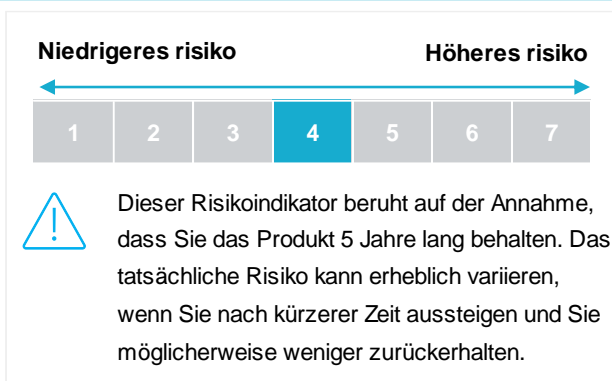 Niedrigeres risiko Höheres risiko
1 2 3 4 5 6 7
Dieser Risikoindikator beruht auf der Annahme,
dass Sie das Produkt 5 Jahre lang behalten. Das
tatsächliche Risiko kann erheblich variieren,
wenn Sie nach kürzerer Zeit aussteigen und Sie
möglicherweise weniger zurückerhalten.